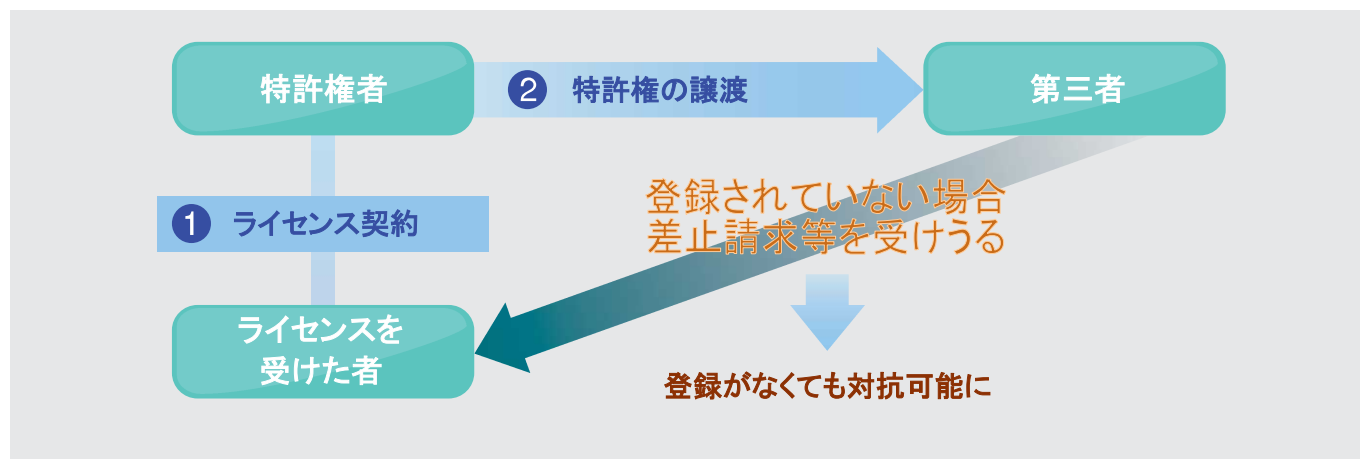 特許権者
❷ 特許権の譲渡
第三者
登録されていない場合
差止請求等を受けうる
❶ ライセンス契約
ライセンスを
受けた者
登録がなくても対抗可能に